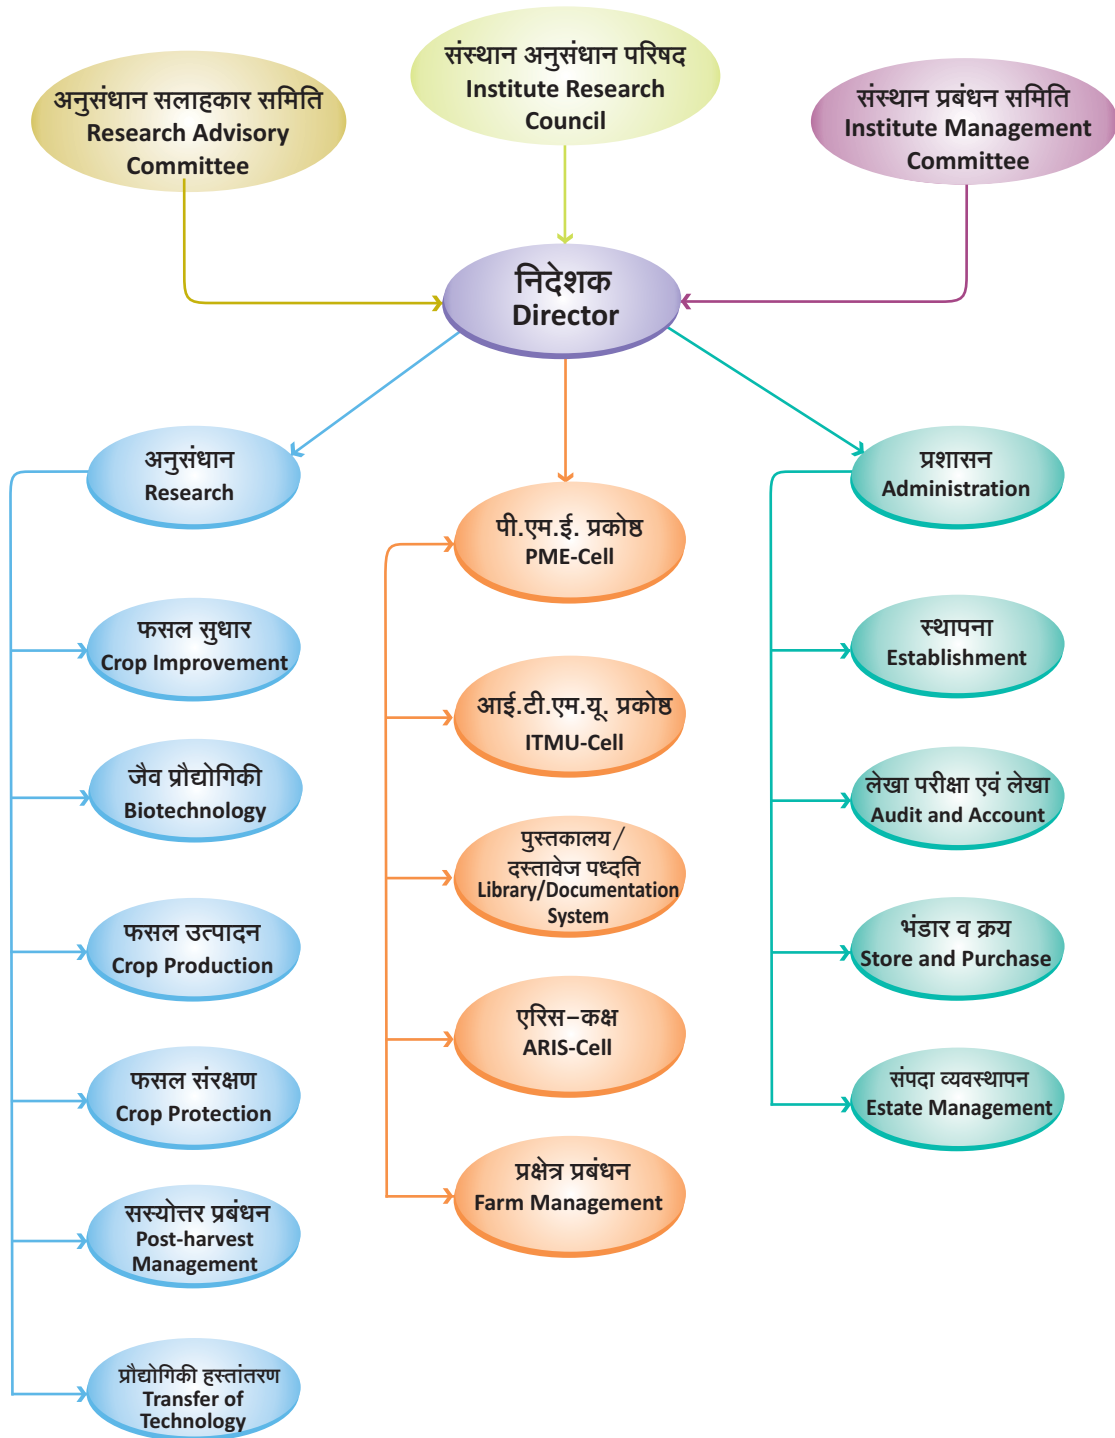 अनुसंधान सलाहकार समिति
Research Advisory
Committee
संस्थान अनुसंधान परिषद
Institute Research
Council
संस्थान प्रबंधन समिति
Institute Management
Committee
निदेशक
Director
अनुसंधान
Research
फसल सुधार
Crop Improvement
जैव प्रौद्योगिकी
Biotechnology
फसल उत्पादन
Crop Production
फसल संरक्षण
Crop Protection
सस्योत्तर प्रबंधन
Post-harvest
Management
प्रौद्योगिकी हस्तांतरण
Transfer of
Technology
पी.एम.ई. प्रकोष्ठ
PME-Cell
आई.टी.एम.यू. प्रकोष्ठ
ITMU-Cell
पुस्तकालय/
दस्तावेज पध्दति
Library/Documentation
System
एरिस-कक्ष
ARIS-Cell
प्रक्षेत्र प्रबंधन
Farm Management
प्रशासन
Administration
स्थापना
Establishment
लेखा परीक्षा एवं लेखा
Audit and Account
भंडार व क्रय
Store and Purchase
संपदा व्यवस्थापन
Estate Management